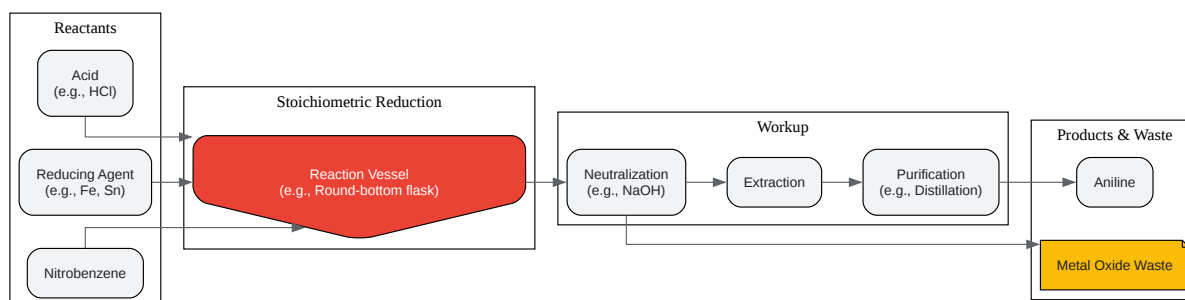 Reactants
Acid
(e.g., HCl)
Reducing Agent
(e.g., Fe, Sn)
Nitrobenzene
Stoichiometric Reduction
Reaction Vessel
(e.g., Round-bottom flask)
Workup
Neutralization
(e.g., NaOH)
Extraction
Purification
(e.g., Distillation)
Products & Waste
Aniline
Metal Oxide Waste